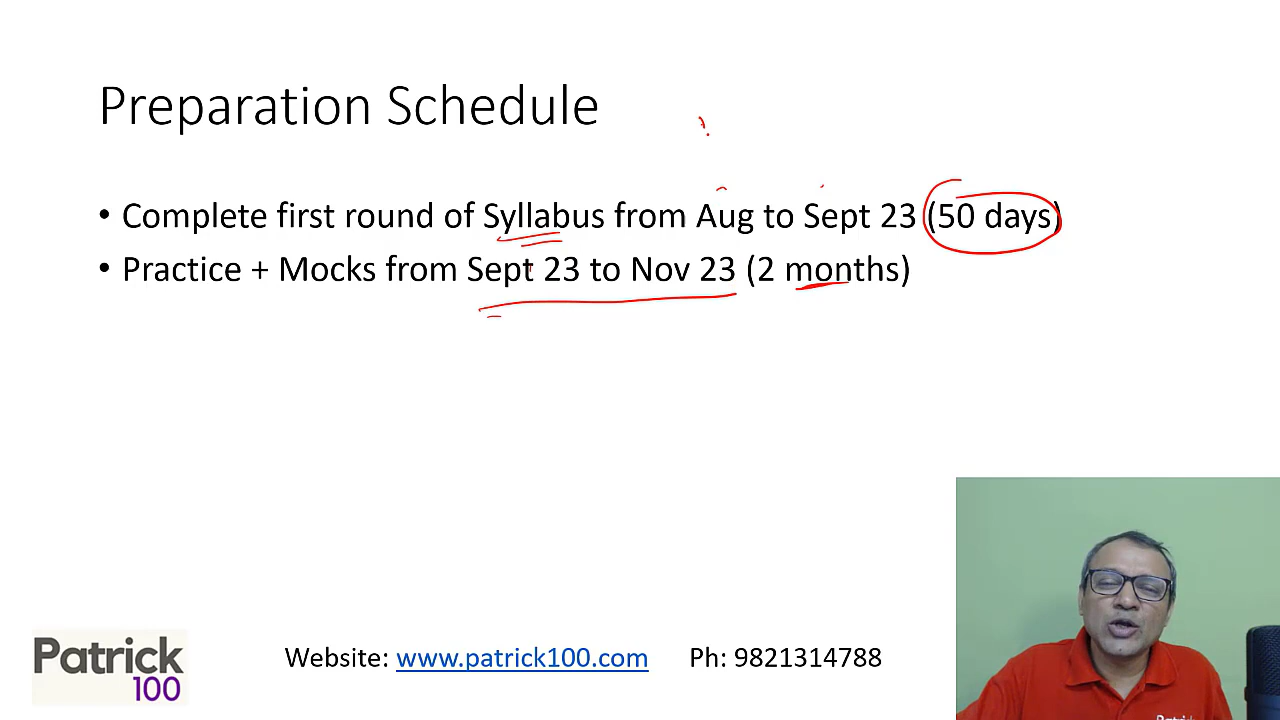 Preparation Schedule
• Complete first round of Syllabus from Aug to Sept 23 (50 days)
• Practice + Mocks from Sept 23 to Nov 23 (2 months)
Patrick
100
Website: www.patrick100.com Ph: 9821314788
Patrick